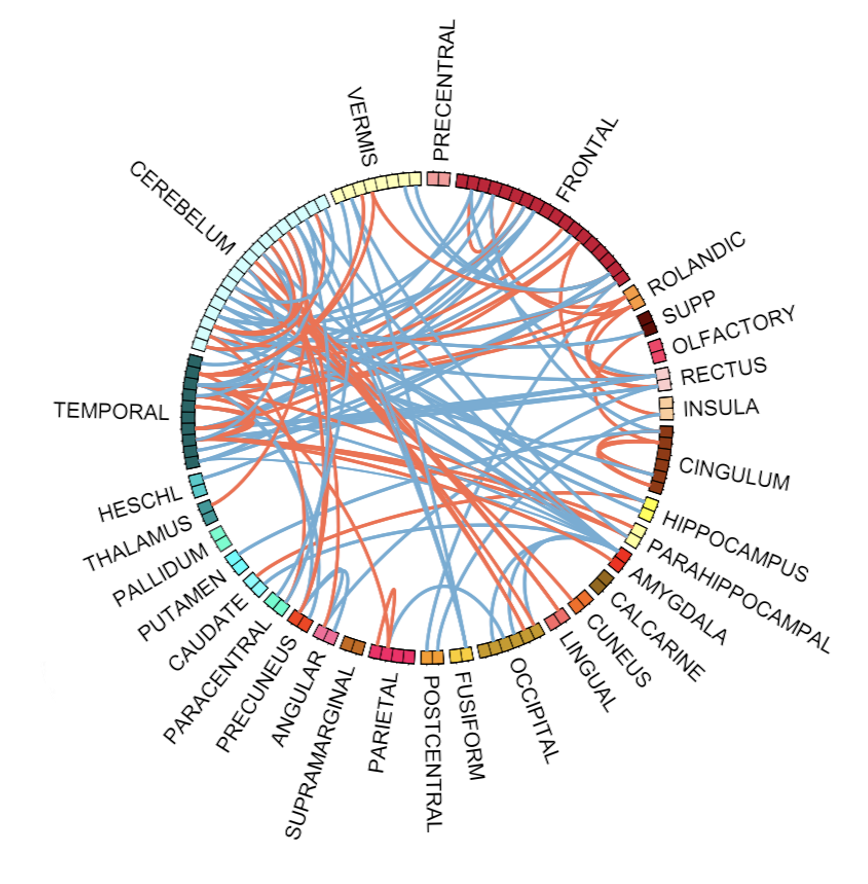 PRECENTRAL
FRONTAL
ROLANDIC
SUPP
OLFACTORY
RECTUS
INSULA
CINGULUM
HIPPOCAMPUS
PARAHIPPOCAMPAL
AMYGDALA
CALCARINE
CUNEUS
LINGUAL
OCCIPITAL
FUSIFORM
POSTCENTRAL
PARIETAL
SUPRAMARGINAL
ANGULAR
PRECUNEUS
PARACENTRAL
CAUDATE
PUTAMEN
PALLIDUM
THALAMUS
HESCHL
TEMPORAL
CEREBELUM
VERMIS